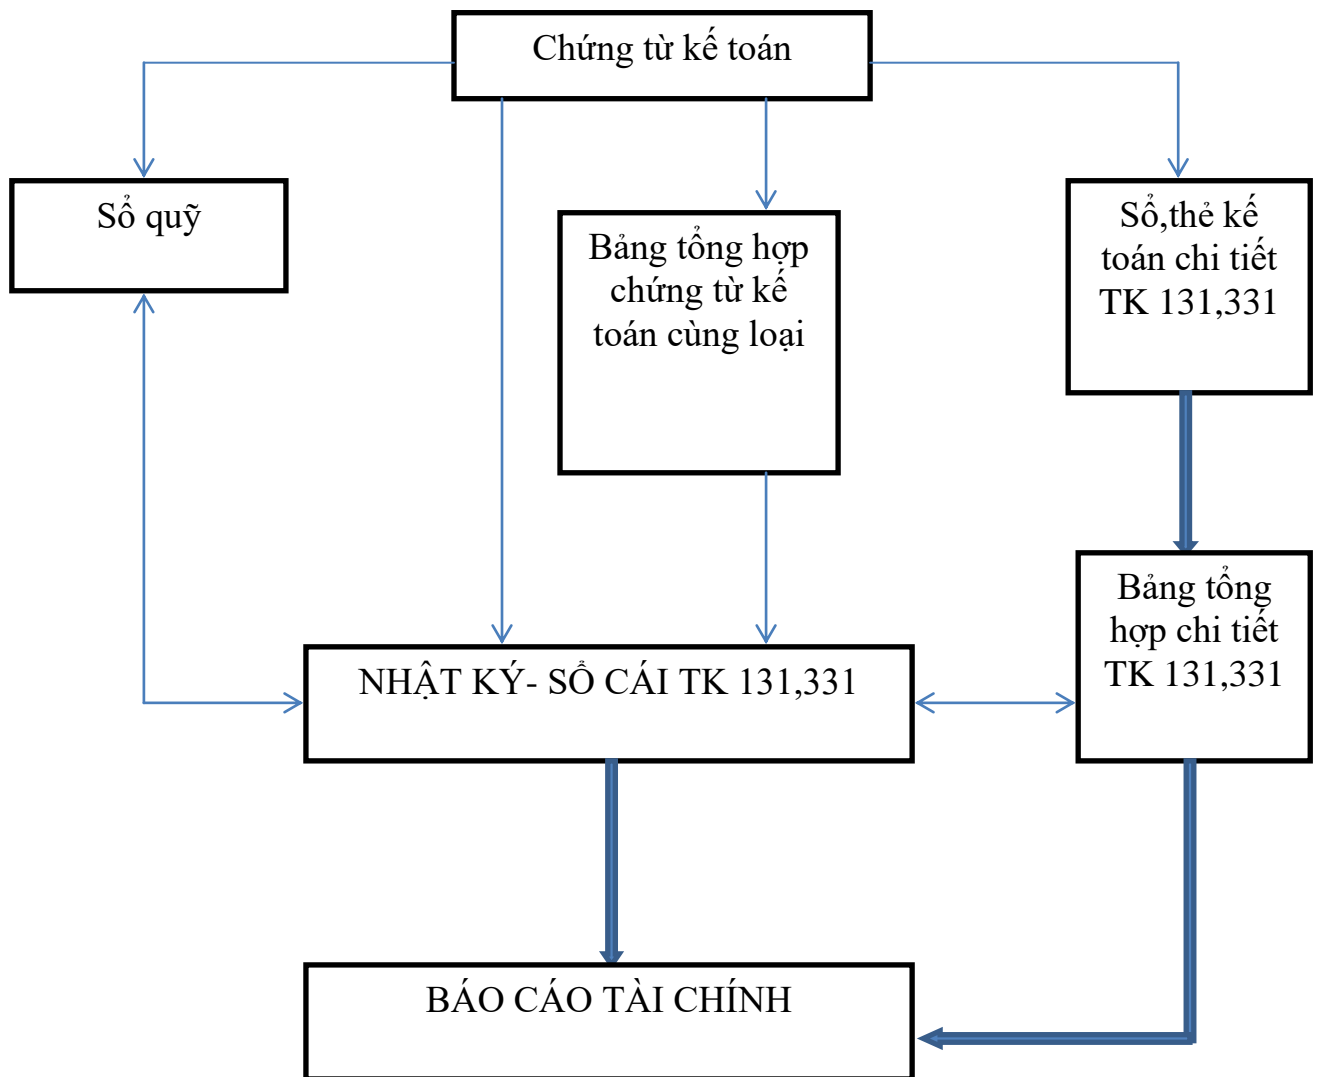 Chứng từ kế toán
Sổ quỹ
Bảng tổng hợp
chứng từ kế
toán cùng loại
Sổ,thẻ kế
toán chi tiết
TK 131,331
Bảng tổng
hợp chi tiết
TK 131,331
NHẬT KÝ- SỔ CÁI TK 131,331
BÁO CÁO TÀI CHÍNH